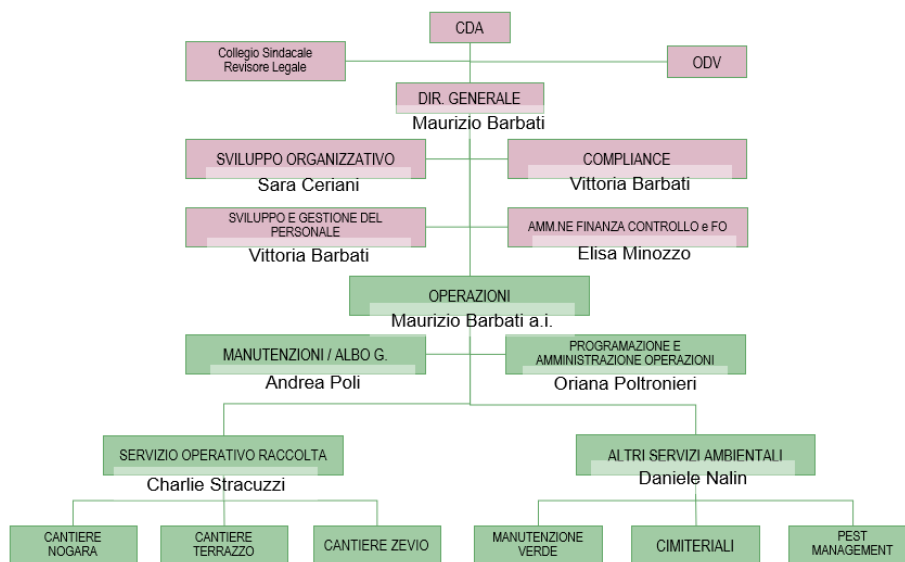 CDA
Collegio Sindacale
Revisore Legale
ODV
DIR. GENERALE
Maurizio Barbati
SVILUPPO ORGANIZZATIVO
Sara Ceriani
COMPLIANCE
Vittoria Barbati
SVILUPPO E GESTIONE DEL
PERSONALE
Vittoria Barbati
AMM.NE FINANZA CONTROLLO e FO
Elisa Minozzo
OPERAZIONI
Maurizio Barbati a.i.
MANUTENZIONI / ALBO G.
Andrea Poli
PROGRAMAZIONE E
AMMINISTRAZIONE OPERAZIONI
Oriana Poltronieri
SERVIZIO OPERATIVO RACCOLTA
Charlie Stracuzzi
ALTRI SERVIZI AMBIENTALI
Daniele Nalin
CANTIERE
NOGARA
CANTIERE
TERRAZZO
CANTIERE ZEVIO
MANUTENZIONE
VERDE
CIMITERIALI
PEST
MANAGEMENT